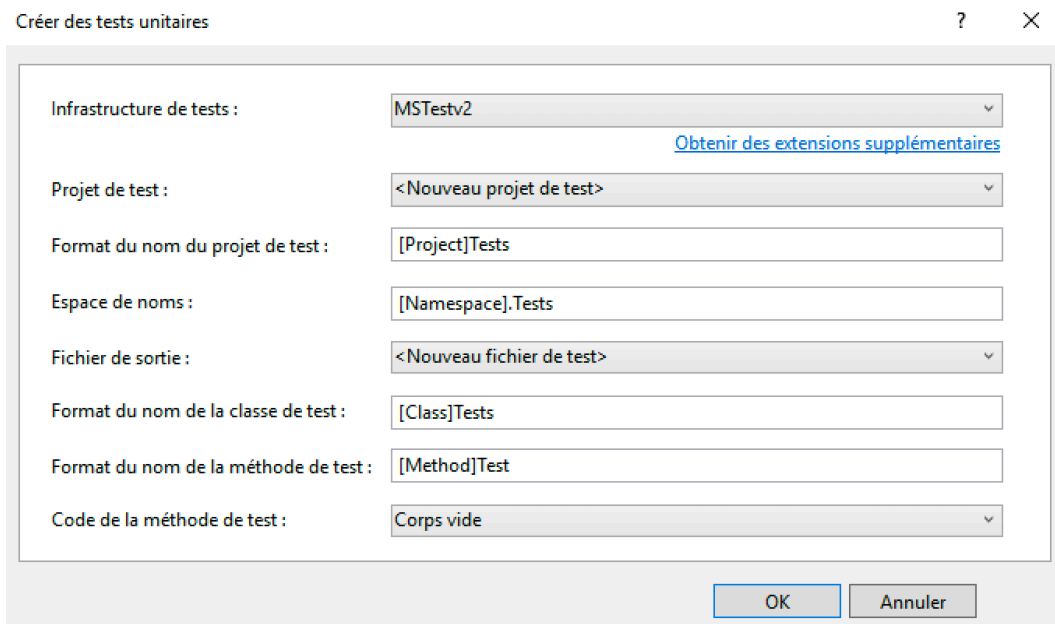 Créer des tests unitaires
?
Infrastructure de tests : MSTestv2
Obtenir des extensions supplémentaires
Projet de test : <Nouveau projet de test>
Format du nom du projet de test : [Project]Tests
Espace de noms : [Namespace].Tests
Fichier de sortie : <Nouveau fichier de test>
Format du nom de la classe de test : [Class]Tests
Format du nom de la méthode de test : [Method]Test
Code de la méthode de test : Corps vide
OK Annuler